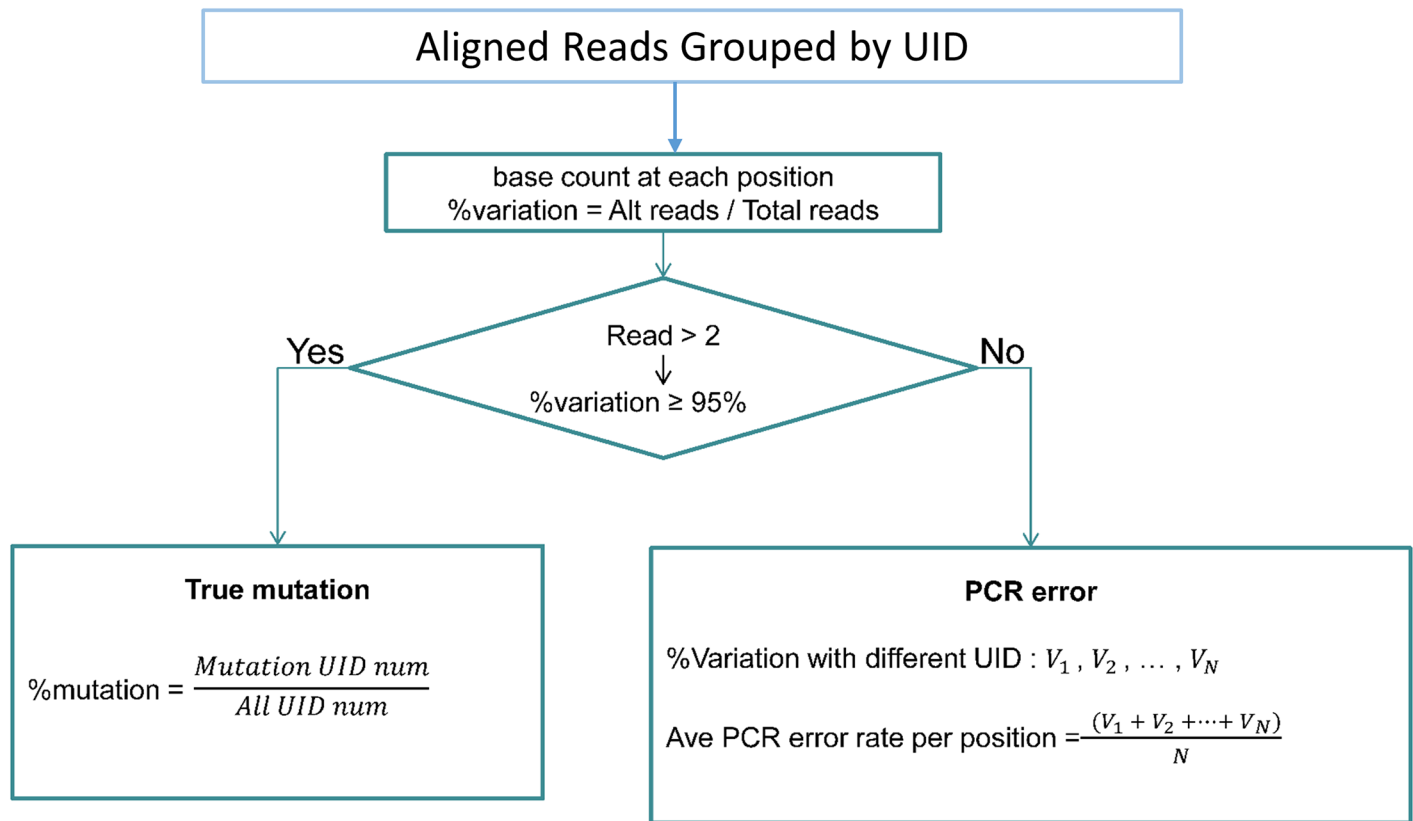 Aligned Reads Grouped by UID
base count at each position
%variation = Alt reads / Total reads
Yes
Read > 2
No
%variation ≥ 95%
True mutation
%mutation = Mutation UID num / All UID num
PCR error
%Variation with different UID : V₁ , V₂ , … , V_N
Ave PCR error rate per position = (V₁ + V₂ +⋯+ V_N) / N